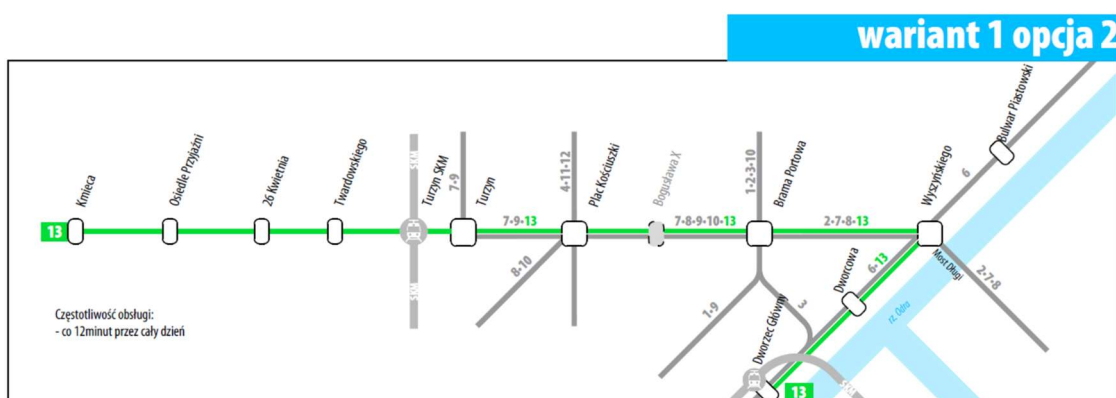 wariant 1 opcja 2
Bulwar Piastowski
Kmieca
Osiedle Przyjaźni
26 Kwietnia
Twardowskiego
SKM
Turzyn SKM
7-9
Turzyn
4-11-12
Plac Kościuszki
Bogusława X
1-2-3-10
Brama Portowa
Wyszyńskiego
6
13
7-9-13
7-8-9-10-13
2-7-8-13
8-10
6-13
Most Długi
2-7-8
Dworcowa
SKM
1-9
3
rz. Odra
Częstotliwość obsługi:
- co 12minut przez cały dzień
Dworzec Główny
SKM
13